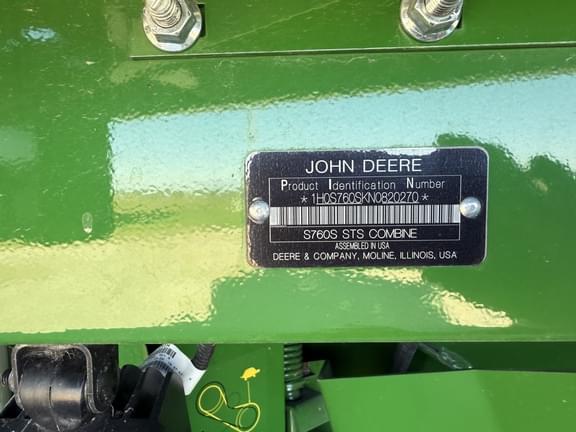 JOHN DEERE
Product Identification Number
*1H0S760SKN0820270*
S760S STS COMBINE
ASSEMBLED IN USA
DEERE & COMPANY, MOLINE, ILLINOIS, USA